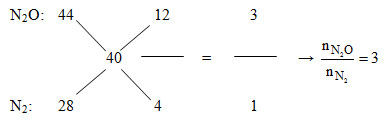 N₂O: 44 12 3
40 = → n_N₂O / n_N₂ = 3
N₂: 28 4 1